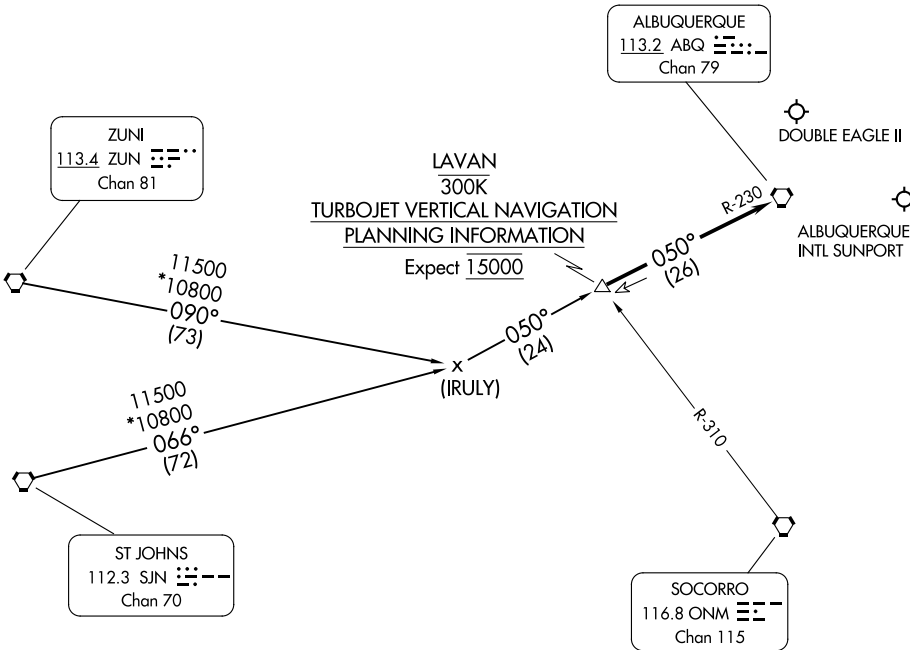 ALBUQUERQUE
113.2 ABQ
Chan 79
DOUBLE EAGLE II
ZUNI
113.4 ZUN
Chan 81
LAVAN
300K
TURBOJET VERTICAL NAVIGATION
PLANNING INFORMATION
Expect 15000
R-230
ALBUQUERQUE
INTL SUNPORT
050°
(26)
11500
*10800
090°
(73)
050°
(24)
(IRULY)
11500
*10800
066°
(72)
R-310
ST JOHNS
112.3 SJN
Chan 70
SOCORRO
116.8 ONM
Chan 115